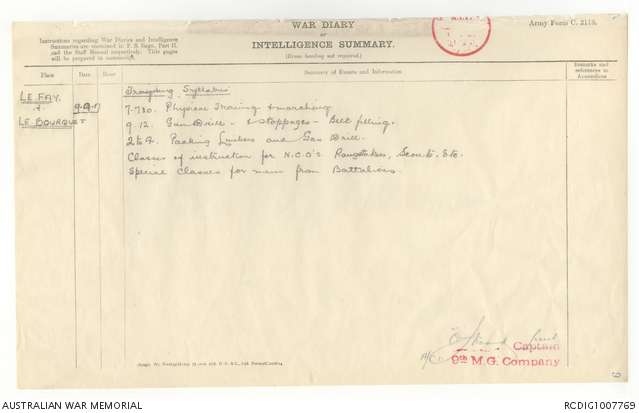 WAR DIARY
or
INTELLIGENCE SUMMARY.
(Erase heading not required.)
Army Form C. 2118.
Instructions regarding War Diaries and Intelligence
Summaries are contained in F. S. Regs., Part II.
and the Staff Manual respectively. Title pages
will be prepared in manuscript.
Place
Date
Hour
Summary of Events and Information
Remarks and
references to
Appendices
LE FAY.
&
LE BOURQUET
9.9.17
Syllabus
7-7.30. Physical Training & marching
9-12. Gun Drill - & stoppages - Belt filling.
2 to 4. Packing Limbers and Gas Drill.
Classes of instruction for N.C.O's Rangetakers, Scouts. Etc.
Special Classes for men from Battalions.
Captain
9th M.G. Company
9
AUSTRALIAN WAR MEMORIAL
RCDIG1007769